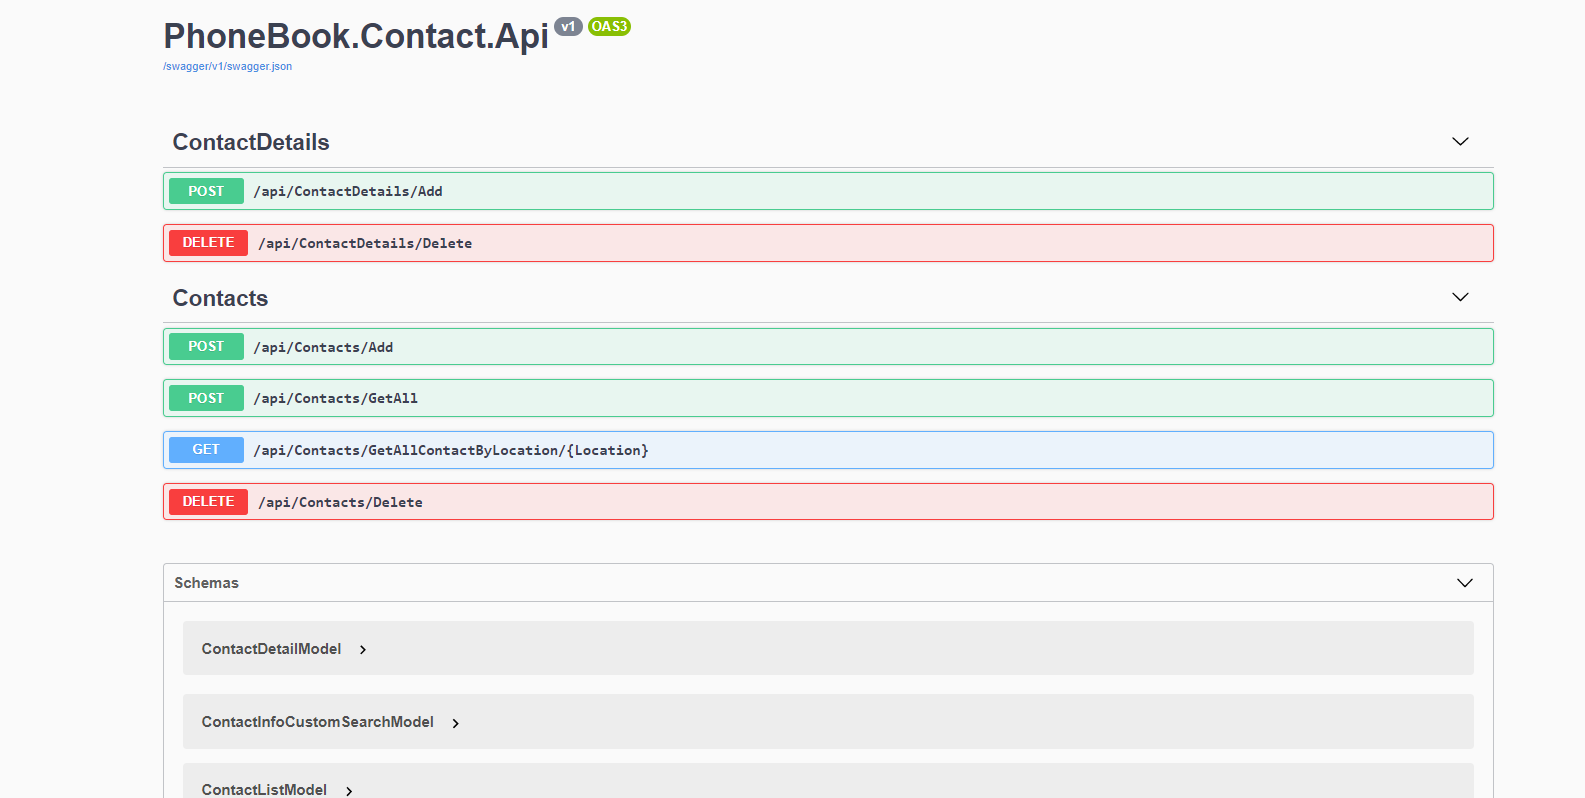 PhoneBook.Contact.Api v1 OAS3
/swagger/v1/swagger.json
ContactDetails
POST /api/ContactDetails/Add
DELETE /api/ContactDetails/Delete
Contacts
POST /api/Contacts/Add
POST /api/Contacts/GetAll
GET /api/Contacts/GetAllContactByLocation/{Location}
DELETE /api/Contacts/Delete
Schemas
ContactDetailModel
ContactInfoCustomSearchModel
ContactListModel